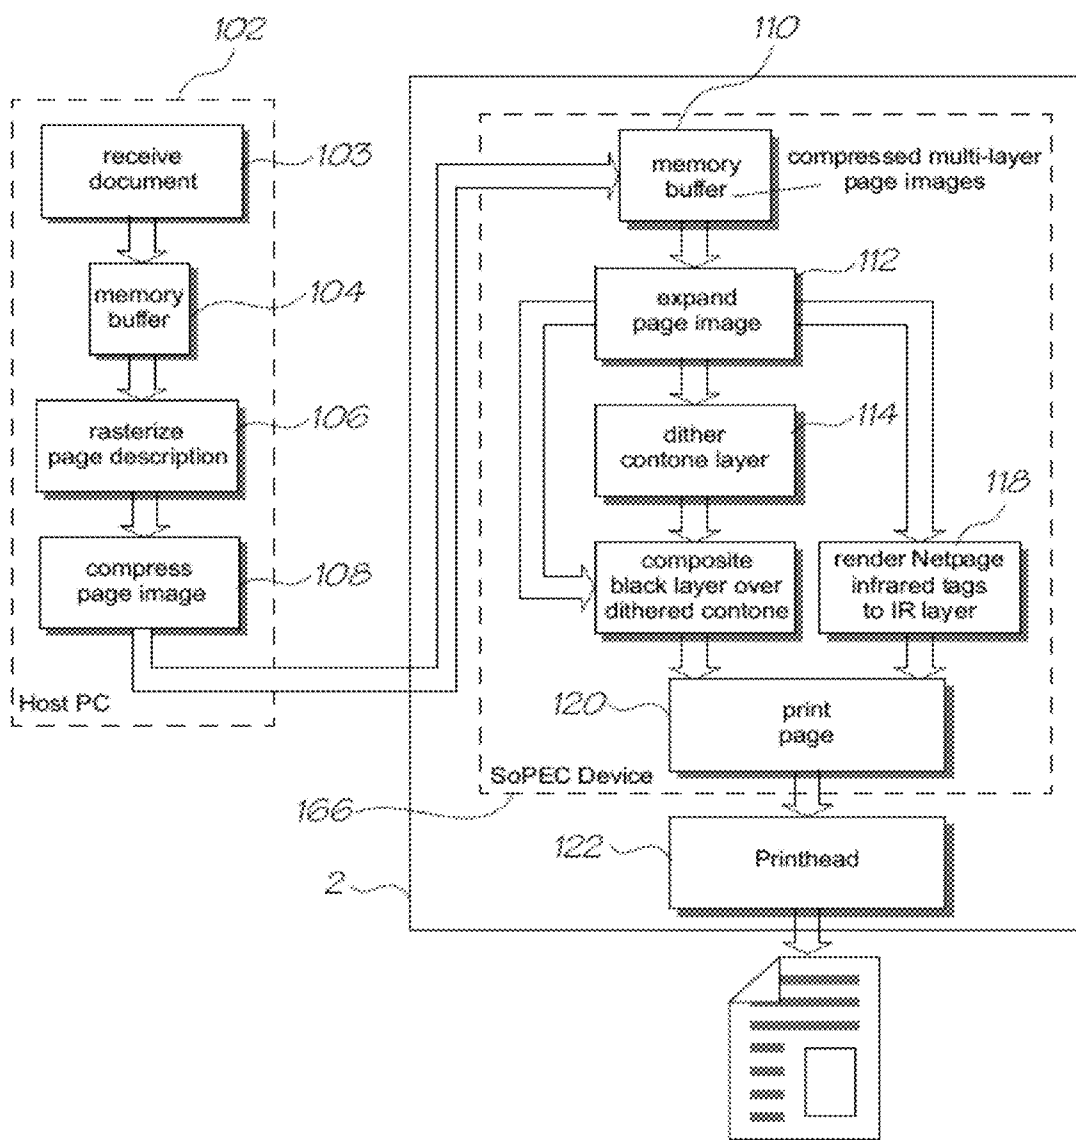 102
110
receive
document
103
memory
buffer
compressed multi-layer
page images
memory
buffer
104
expand
page image
112
rasterize
page description
106
dither
contone layer
114
118
compress
page image
108
composite
black layer over
dithered contone
render Netpage
infrared tags
to IR layer
Host PC
120
print
page
SoPEC Device
166
122
Printhead
2